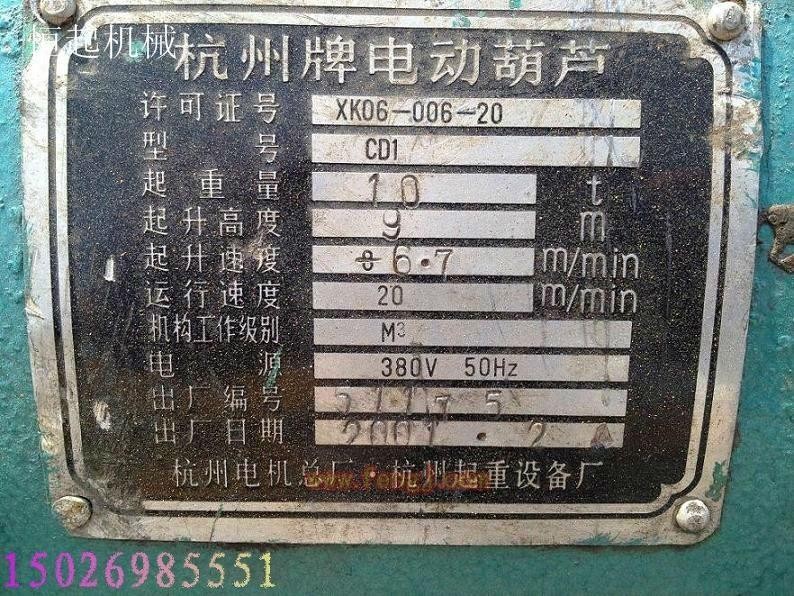 恒起机械
杭州牌电动葫芦
许可证号 XK06-006-20
型号 CD1
起重量 10 t
起升高度 9 m
起升速度 6.7 m/min
运行速度 20 m/min
机构工作级别 M3
电源 380V 50Hz
出厂编号
出厂日期 2001.2
杭州电机总厂·杭州起重设备厂
15026985551